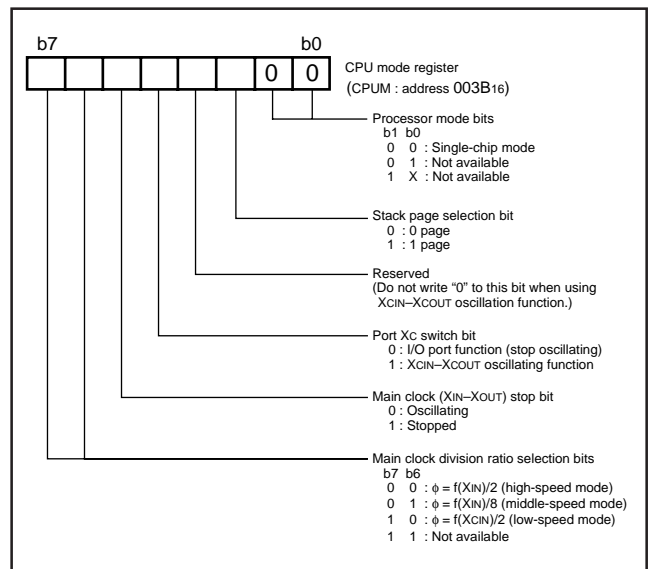 b7 b0
0 0
CPU mode register
(CPUM : address 003B16)
Processor mode bits
b1 b0
0 0 : Single-chip mode
0 1 : Not available
1 X : Not available
Stack page selection bit
0 : 0 page
1 : 1 page
Reserved
(Do not write “0” to this bit when using
XCIN–XCOUT oscillation function.)
Port XC switch bit
0 : I/O port function (stop oscillating)
1 : XCIN–XCOUT oscillating function
Main clock (XIN–XOUT) stop bit
0 : Oscillating
1 : Stopped
Main clock division ratio selection bits
b7 b6
0 0 : φ = f(XIN)/2 (high-speed mode)
0 1 : φ = f(XIN)/8 (middle-speed mode)
1 0 : φ = f(XCIN)/2 (low-speed mode)
1 1 : Not available